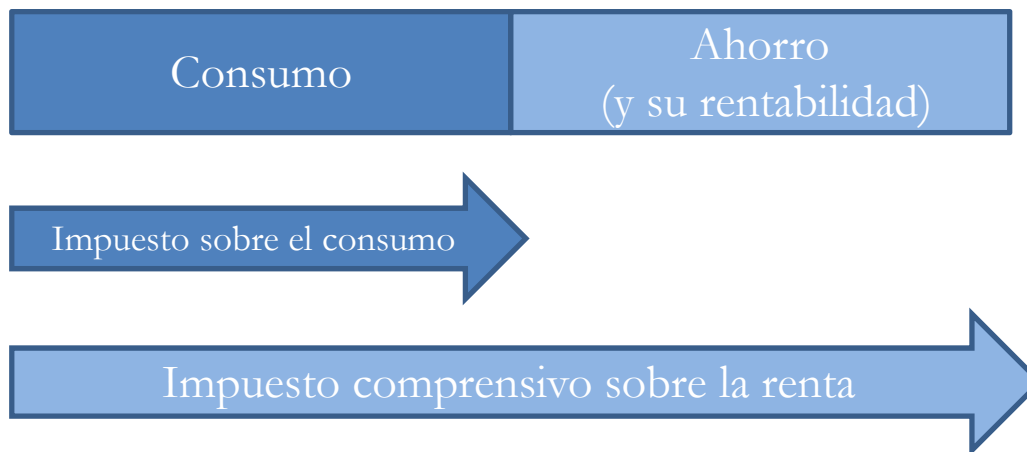 Consumo
Ahorro
(y su rentabilidad)
Impuesto sobre el consumo
Impuesto comprensivo sobre la renta